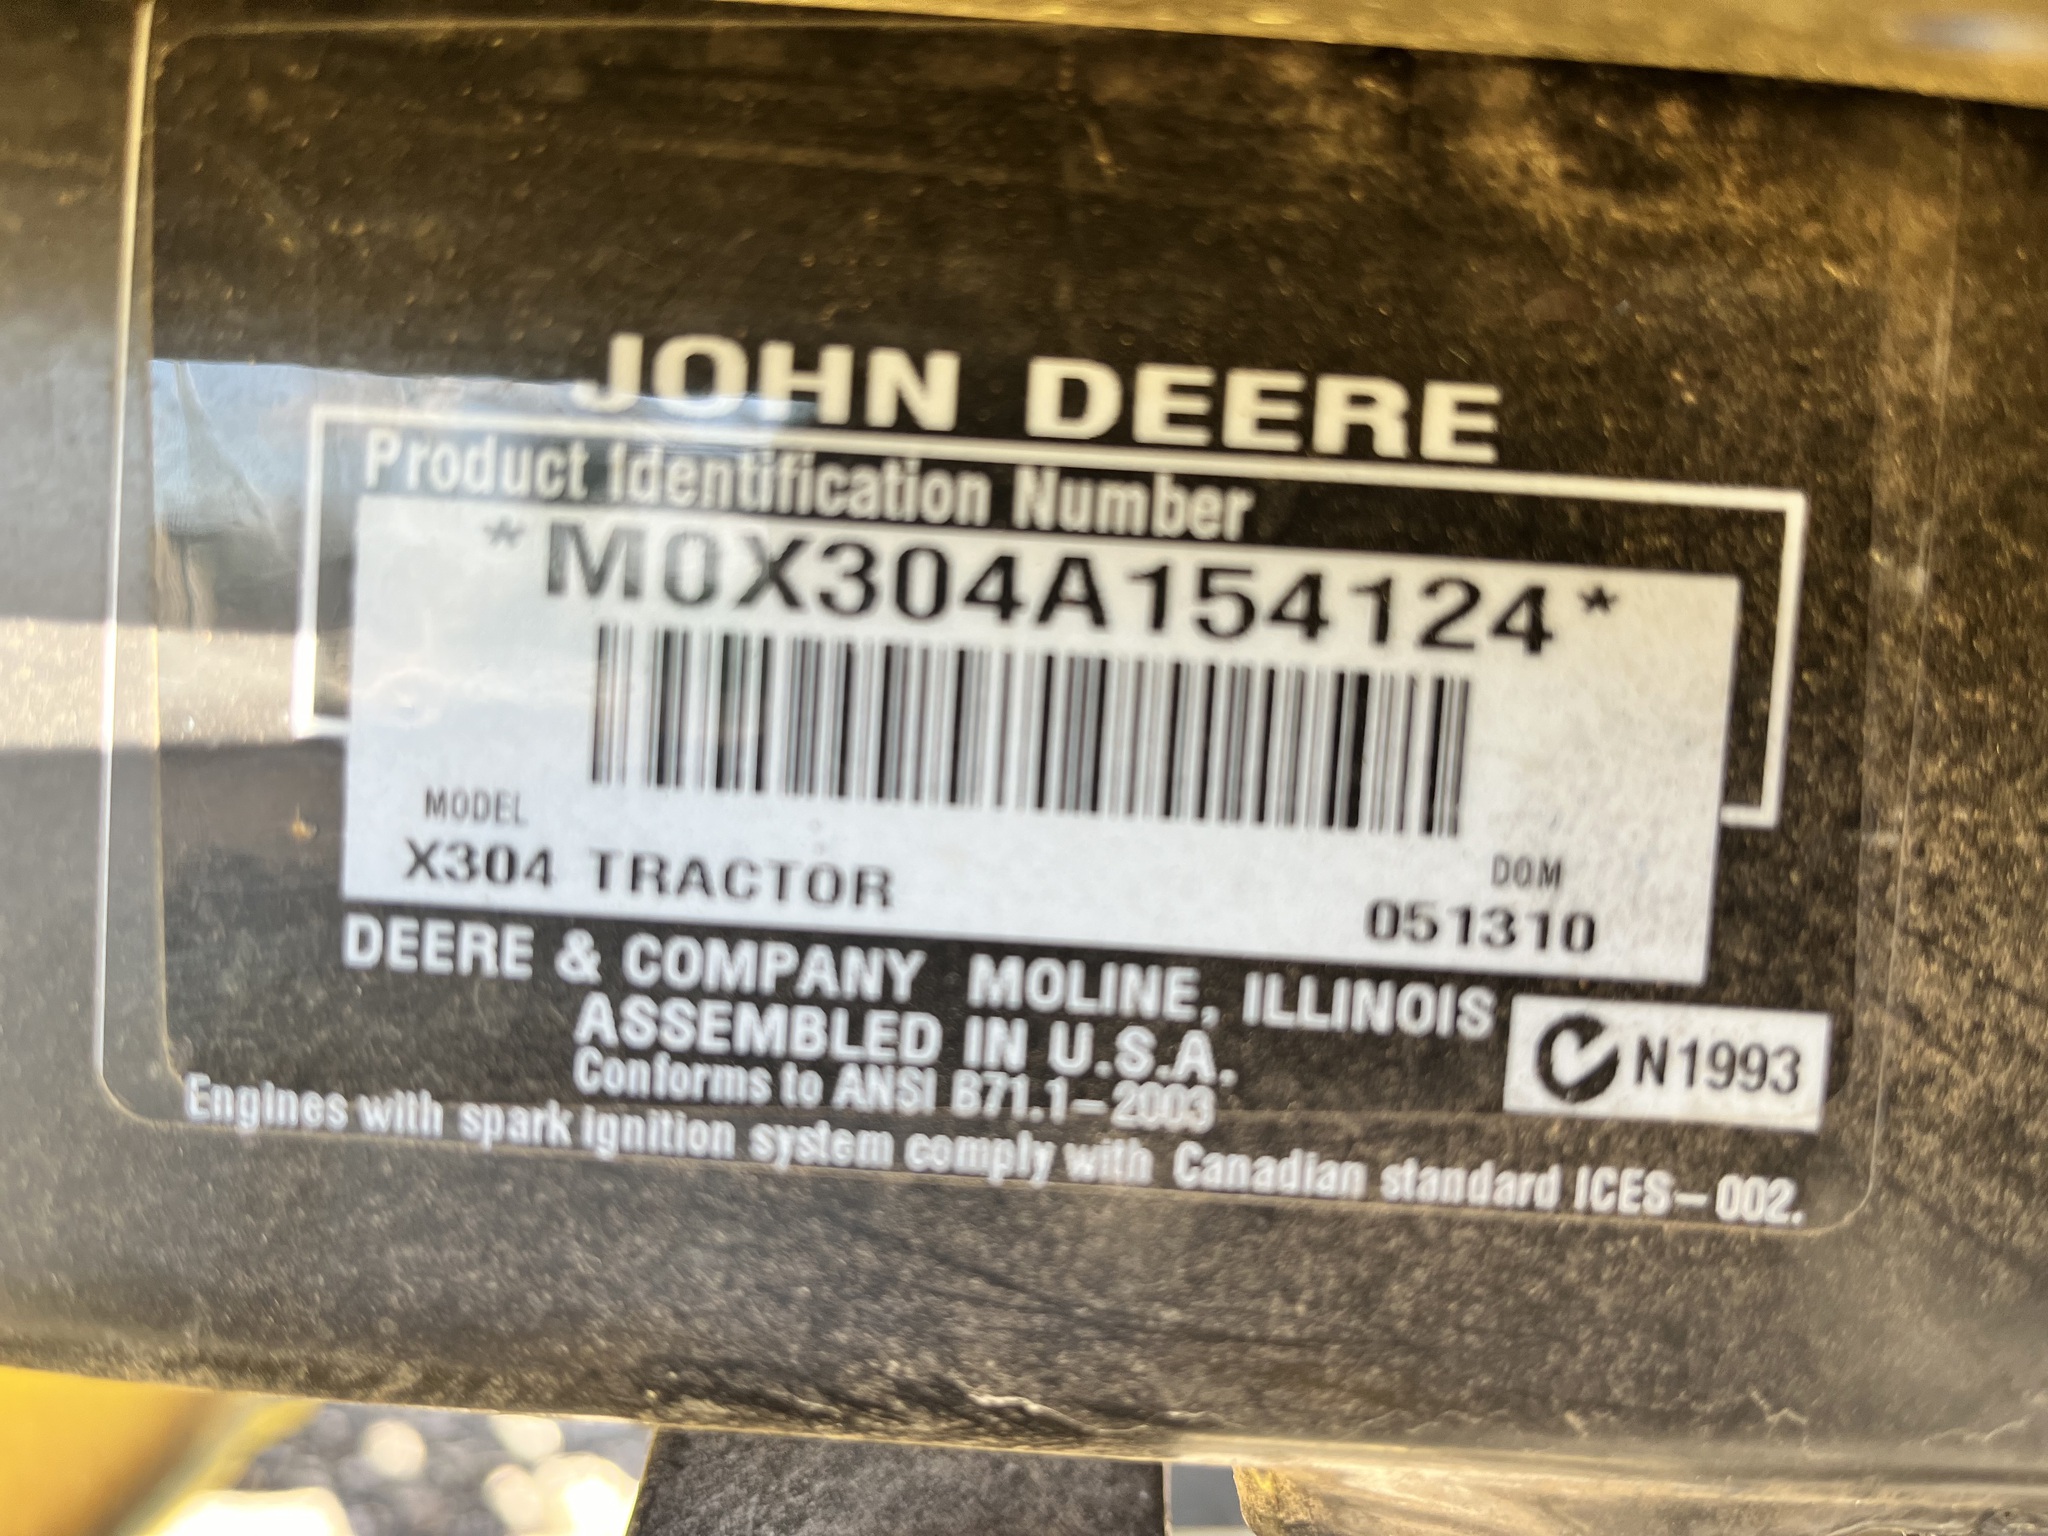 JOHN DEERE
Product Identification Number
*M0X304A154124*
MODEL
X304 TRACTOR
DOM
051310
DEERE & COMPANY MOLINE, ILLINOIS
ASSEMBLED IN U.S.A.
N1993
Conforms to ANSI B71.1-2003
Engines with spark ignition system comply with Canadian standard ICES-002.